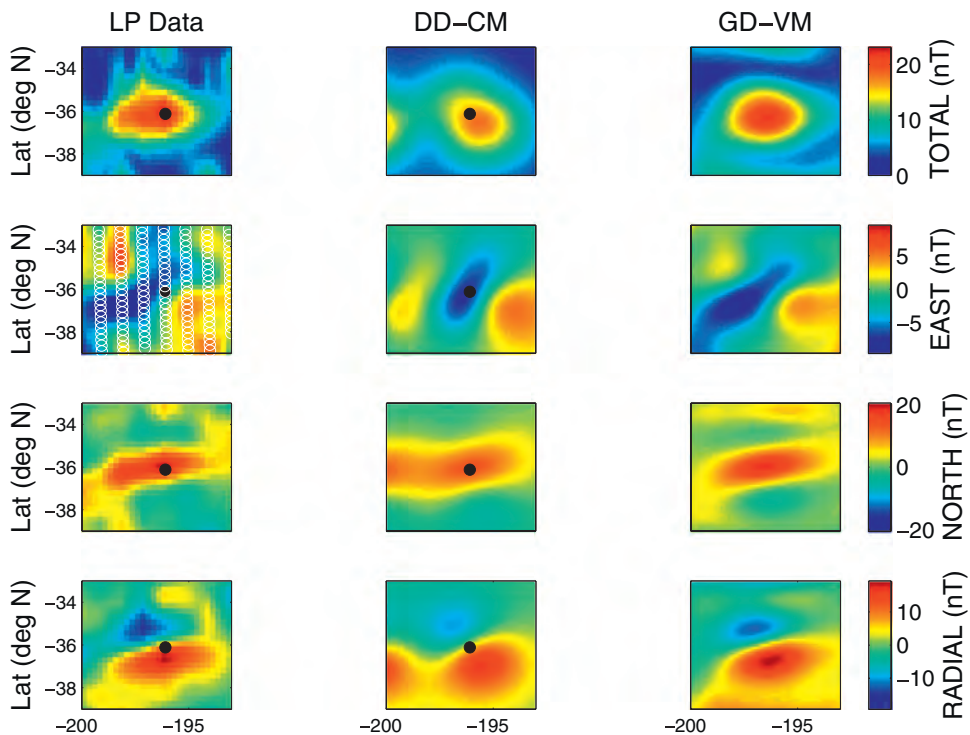 LP Data DD−CM GD−VM
Lat (deg N) −34 −36 −38 20 10 0 TOTAL (nT)
Lat (deg N) −34 −36 −38 5 0 −5 EAST (nT)
Lat (deg N) −34 −36 −38 20 0 −20 NORTH (nT)
Lat (deg N) −34 −36 −38 10 0 −10 RADIAL (nT)
−200 −195 −200 −195 −200 −195